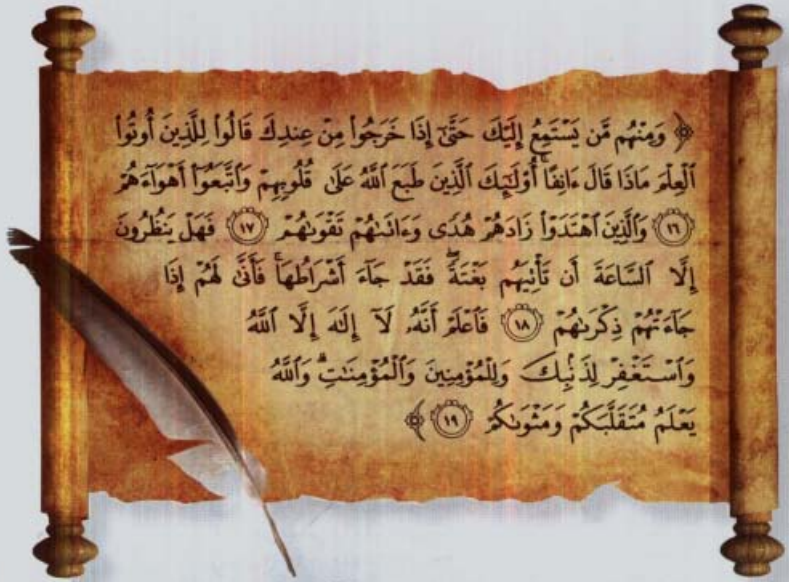 ﴿ وَمِنْهُم مَّن يَسْتَمِعُ إِلَيْكَ حَتَّىٰٓ إِذَا خَرَجُوا۟ مِنْ عِندِكَ قَالُوا۟ لِلَّذِينَ أُوتُوا۟
ٱلْعِلْمَ مَاذَا قَالَ ءَانِفًا ۚ أُو۟لَـٰٓئِكَ ٱلَّذِينَ طَبَعَ ٱللَّهُ عَلَىٰ قُلُوبِهِمْ وَٱتَّبَعُوٓا۟ أَهْوَآءَهُمْ
١٦ وَٱلَّذِينَ ٱهْتَدَوْا۟ زَادَهُمْ هُدًى وَءَاتَىٰهُمْ تَقْوَىٰهُمْ ١٧ فَهَلْ يَنظُرُونَ
إِلَّا ٱلسَّاعَةَ أَن تَأْتِيَهُم بَغْتَةً ۖ فَقَدْ جَآءَ أَشْرَاطُهَا ۚ فَأَنَّىٰ لَهُمْ إِذَا
جَآءَتْهُمْ ذِكْرَىٰهُمْ ١٨ فَٱعْلَمْ أَنَّهُۥ لَآ إِلَـٰهَ إِلَّا ٱللَّهُ
وَٱسْتَغْفِرْ لِذَنۢبِكَ وَلِلْمُؤْمِنِينَ وَٱلْمُؤْمِنَـٰتِ ۗ وَٱللَّهُ
يَعْلَمُ مُتَقَلَّبَكُمْ وَمَثْوَىٰكُمْ ١٩ ﴾